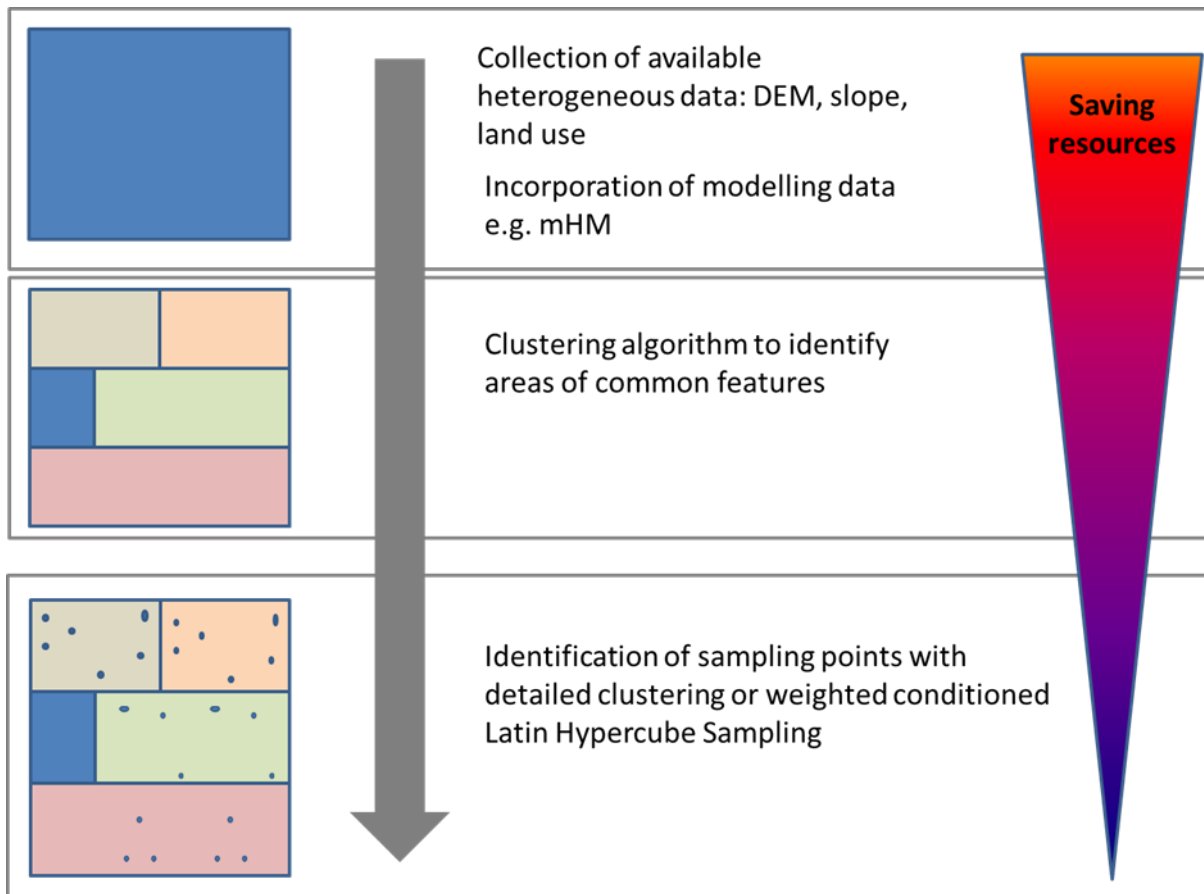 Collection of available
heterogeneous data: DEM, slope,
land use
Incorporation of modelling data
e.g. mHM
Saving
resources
Clustering algorithm to identify
areas of common features
Identification of sampling points with
detailed clustering or weighted conditioned
Latin Hypercube Sampling